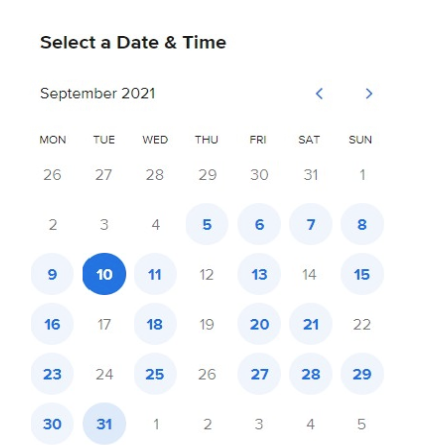 Select a Date & Time
September 2021
MON TUE WED THU FRI SAT SUN
26 27 28 29 30 31 1
2 3 4 5 6 7 8
9 10 11 12 13 14 15
16 17 18 19 20 21 22
23 24 25 26 27 28 29
30 31 1 2 3 4 5